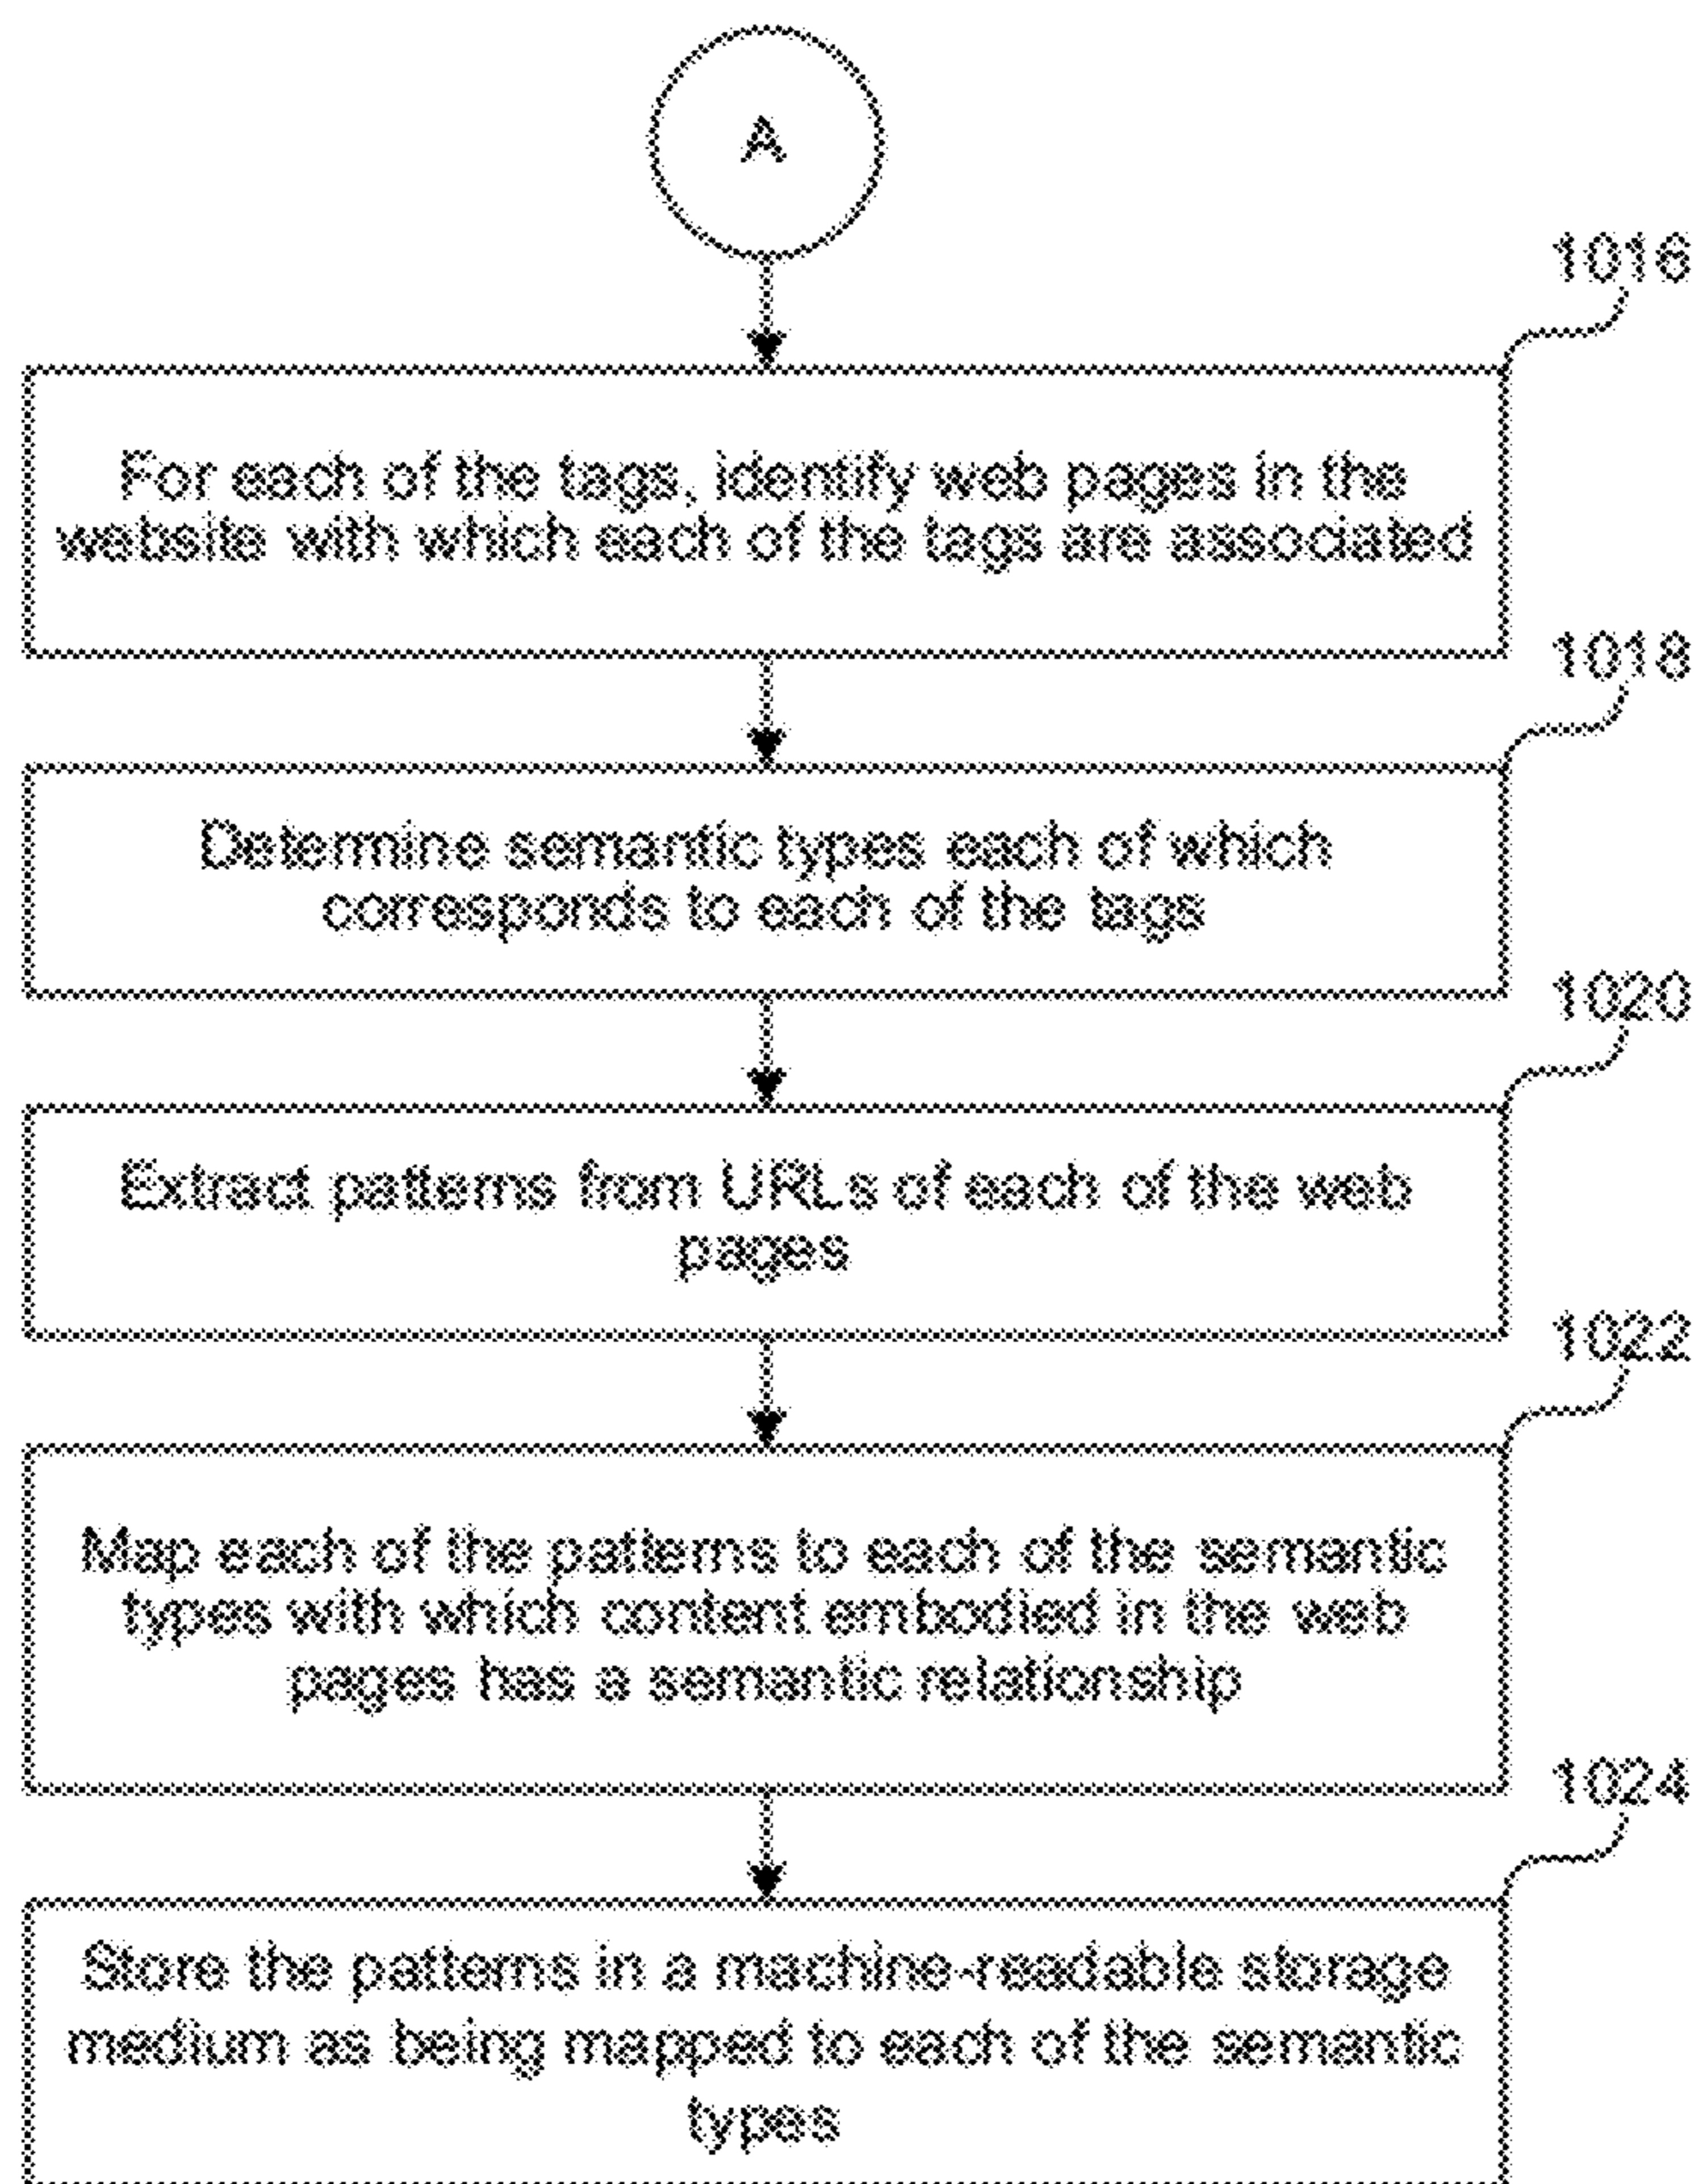 A
1016
For each of the tags, identify web pages in the
website with which each of the tags are associated
1018
Determine semantic types each of which
corresponds to each of the tags
1020
Extract patterns from URLs of each of the web
pages
1022
Map each of the patterns to each of the semantic
types with which content embodied in the web
pages has a semantic relationship
1024
Store the patterns in a machine-readable storage
medium as being mapped to each of the semantic
types